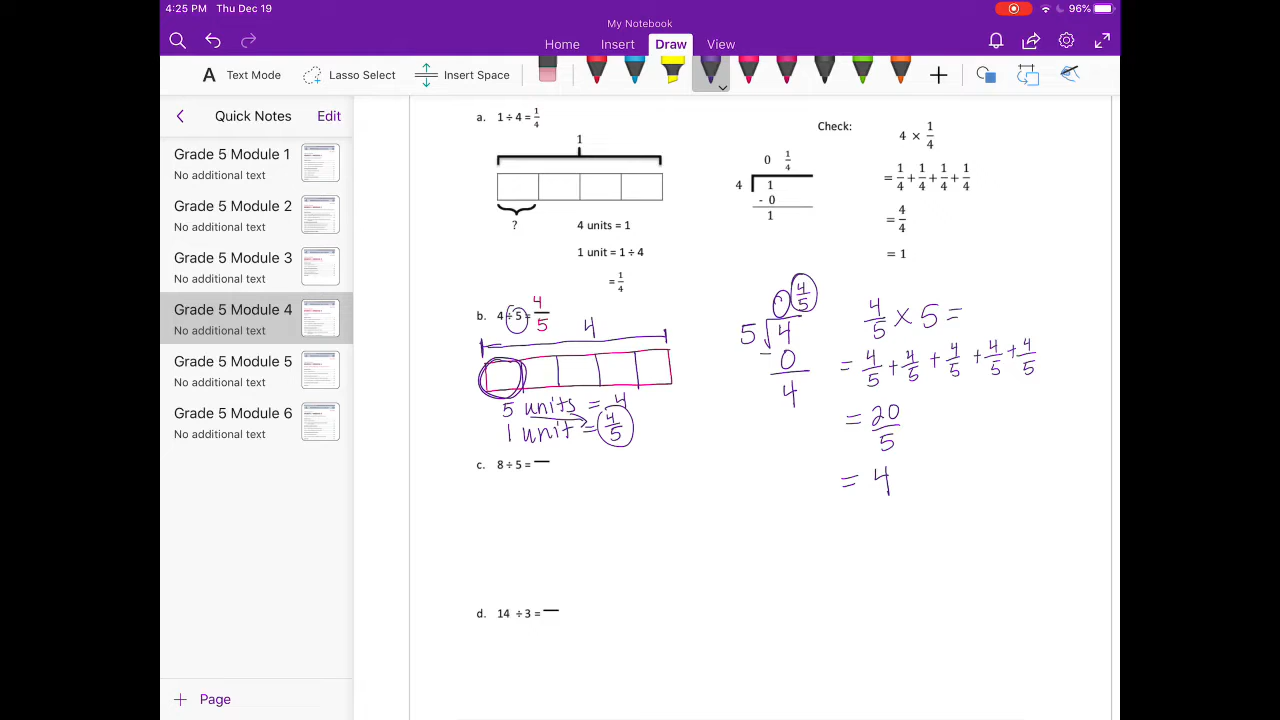 4:25 PM Thu Dec 19
96%
My Notebook
Home Insert Draw View
Text Mode Lasso Select Insert Space
Quick Notes Edit
Grade 5 Module 1
No additional text
Grade 5 Module 2
No additional text
Grade 5 Module 3
No additional text
Grade 5 Module 4
No additional text
Grade 5 Module 5
No additional text
Grade 5 Module 6
No additional text
+ Page
a. 1 ÷ 4 = 1/4
1
?
4 units = 1
1 unit = 1 ÷ 4
= 1/4
0 1/4
4 1
0
1
Check: 4 × 1/4
= 1/4 + 1/4 + 1/4 + 1/4
= 4/4
= 1
4 ÷ 5 = 4/5
4
5 units = 4
1 unit = 4/5
0 4/5
5 4
0
4
4/5 × 5 =
= 4/5 + 4/5 + 4/5 + 4/5 + 4/5
= 20/5
= 4
c. 8 ÷ 5 = __
d. 14 ÷ 3 = __